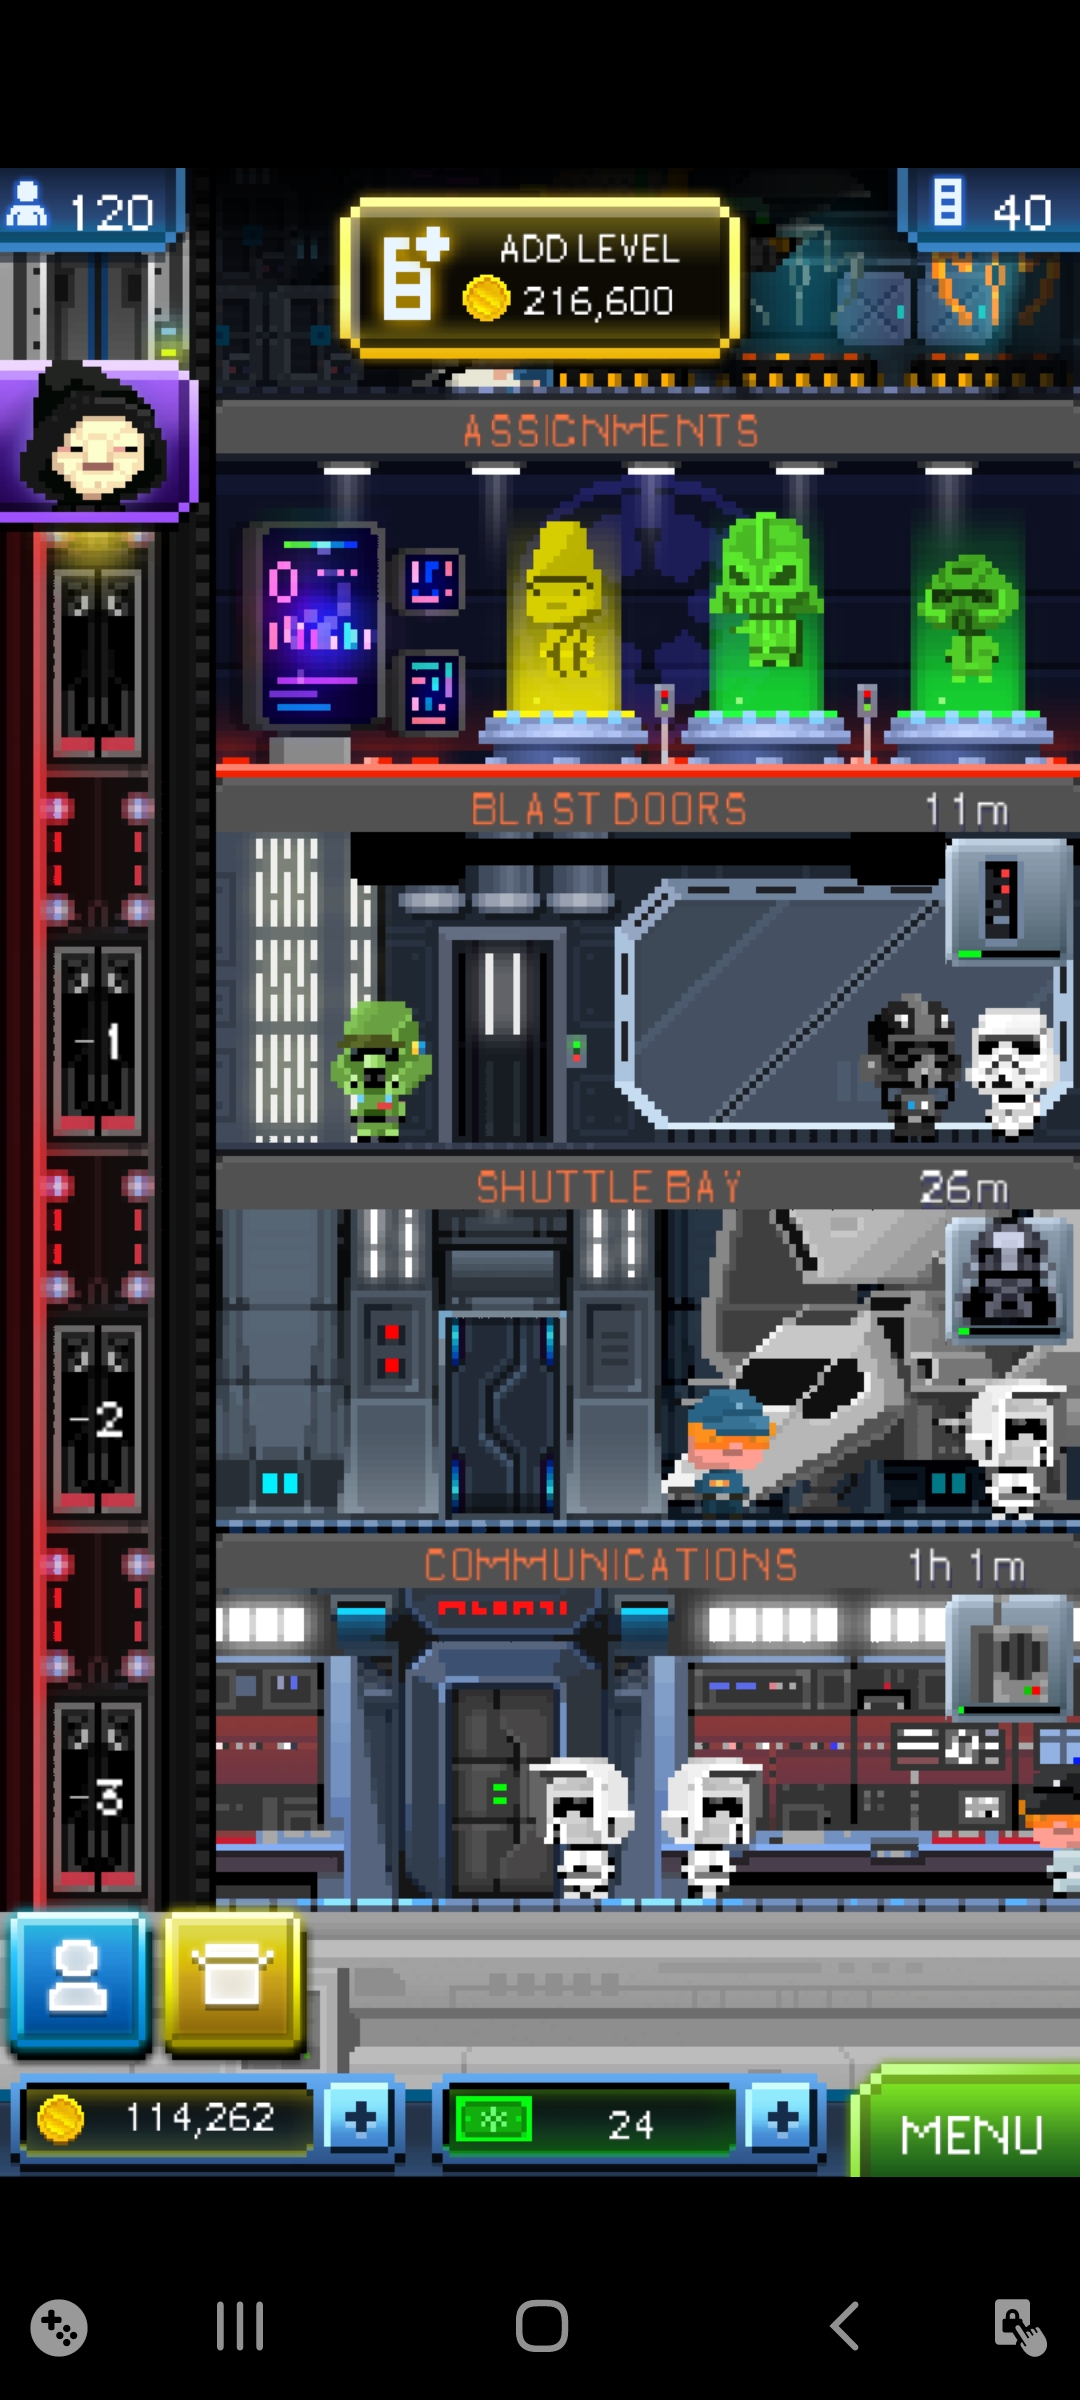 120
ADD LEVEL
216,600
40
ASSIGNMENTS
BLAST DOORS 11m
-1
SHUTTLE BAY 26m
-2
COMMUNICATIONS 1h 1m
-3
114,262
24
MENU